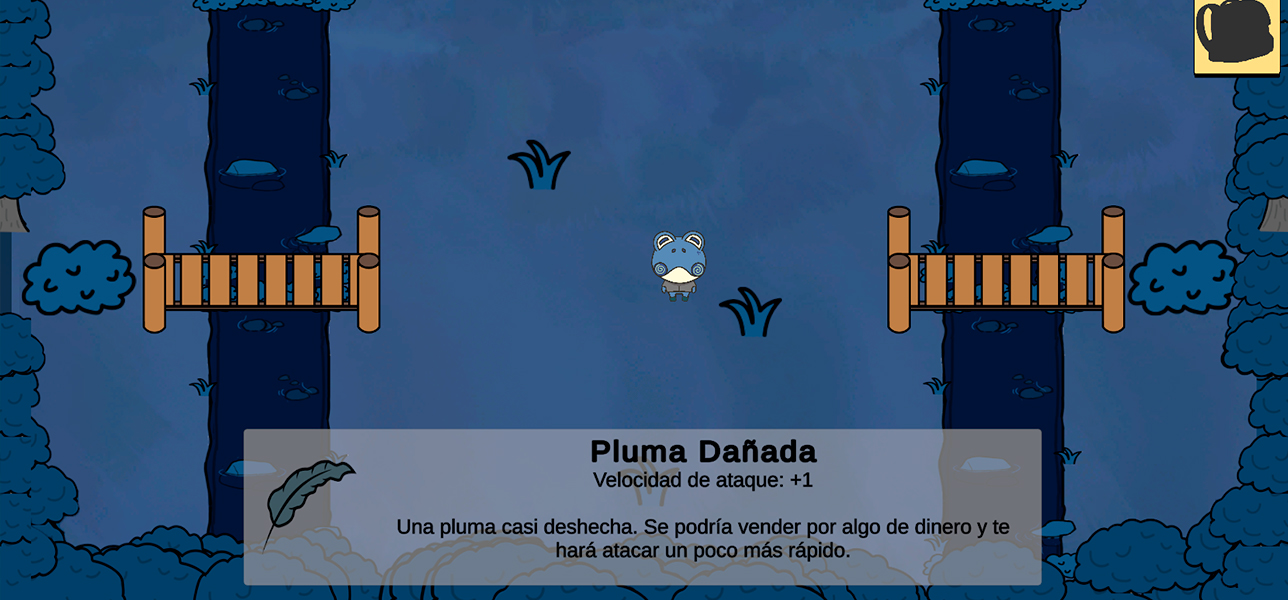 Pluma Dañada
Velocidad de ataque: +1
Una pluma casi deshecha. Se podría vender por algo de dinero y te
hará atacar un poco más rápido.